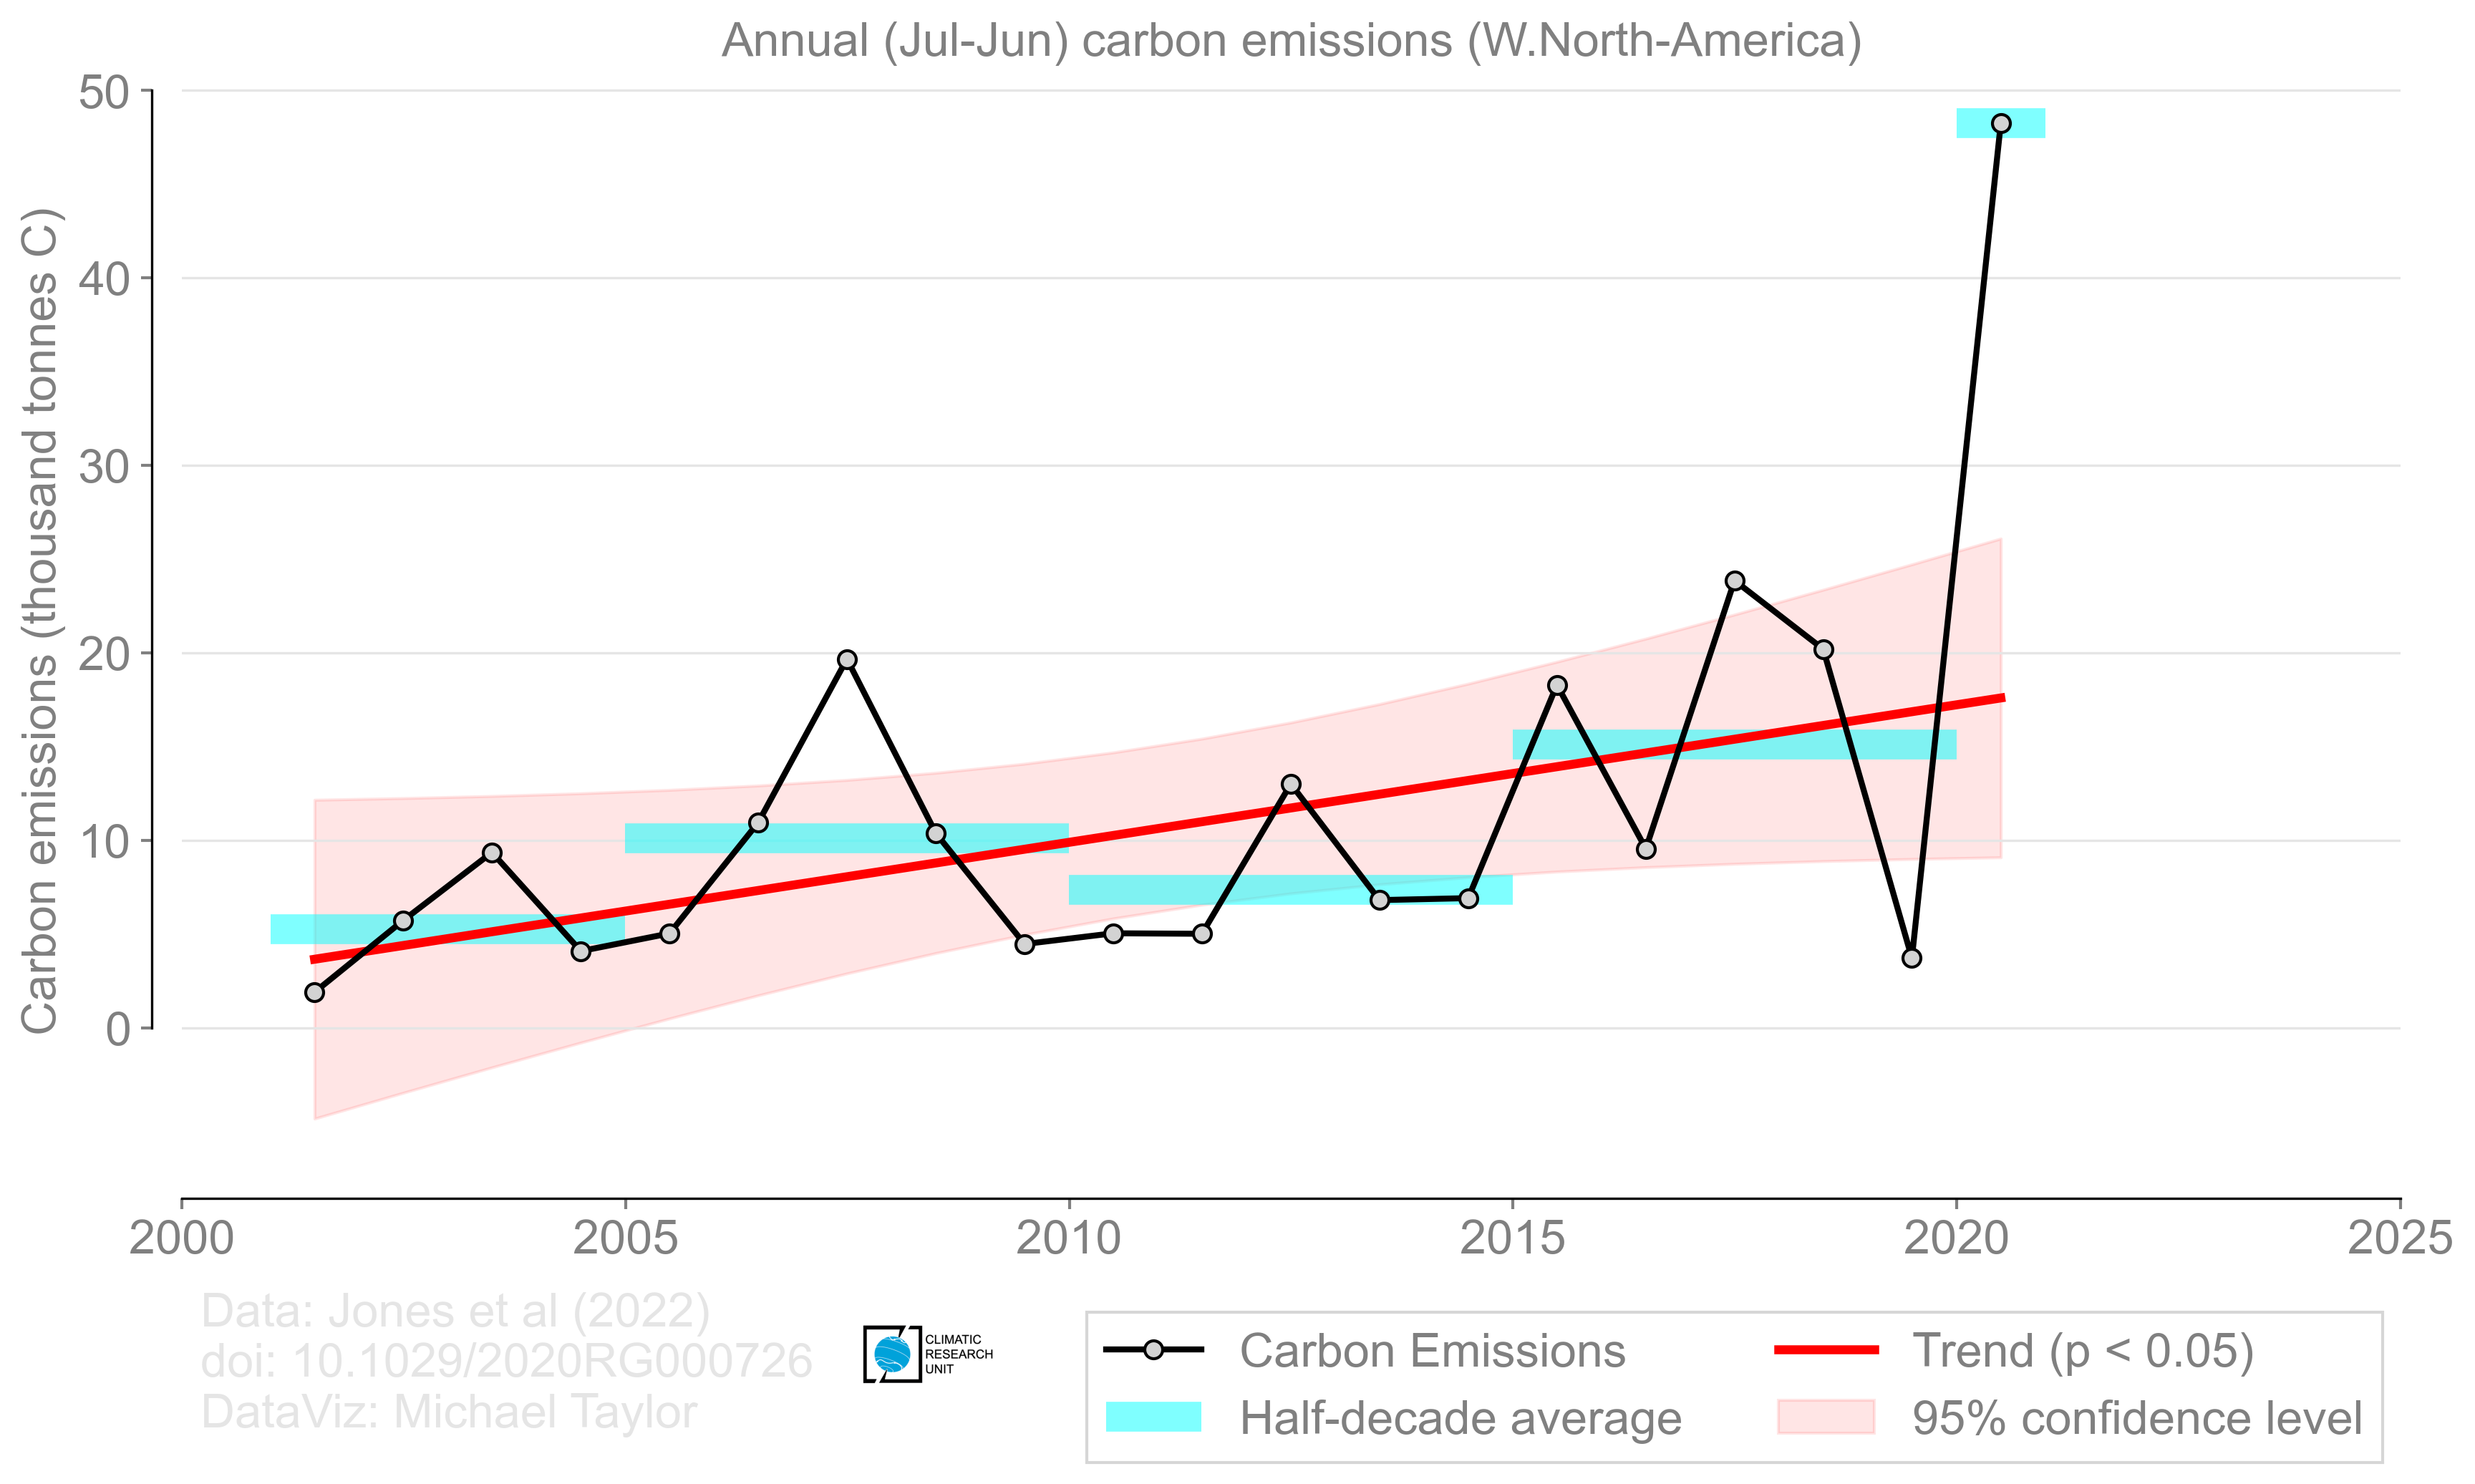 Annual (Jul-Jun) carbon emissions (W.North-America)
Carbon emissions (thousand tonnes C)
50
40
30
20
10
0
2000 2005 2010 2015 2020 2025
Data: Jones et al (2022)
doi: 10.1029/2020RG000726
DataViz: Michael Taylor
CLIMATIC
RESEARCH
UNIT
Carbon Emissions
Half-decade average
Trend (p < 0.05)
95% confidence level